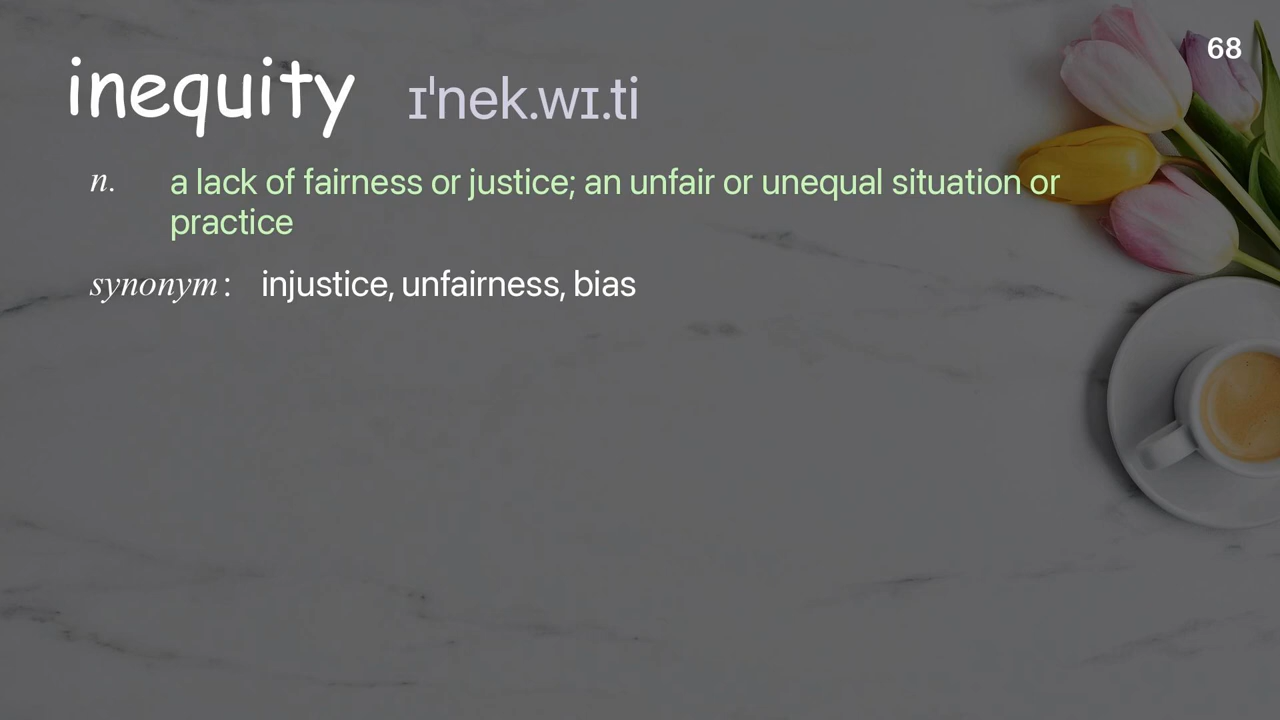 68
inequity ɪˈnek.wɪ.ti
n. a lack of fairness or justice; an unfair or unequal situation or
practice
synonym: injustice, unfairness, bias